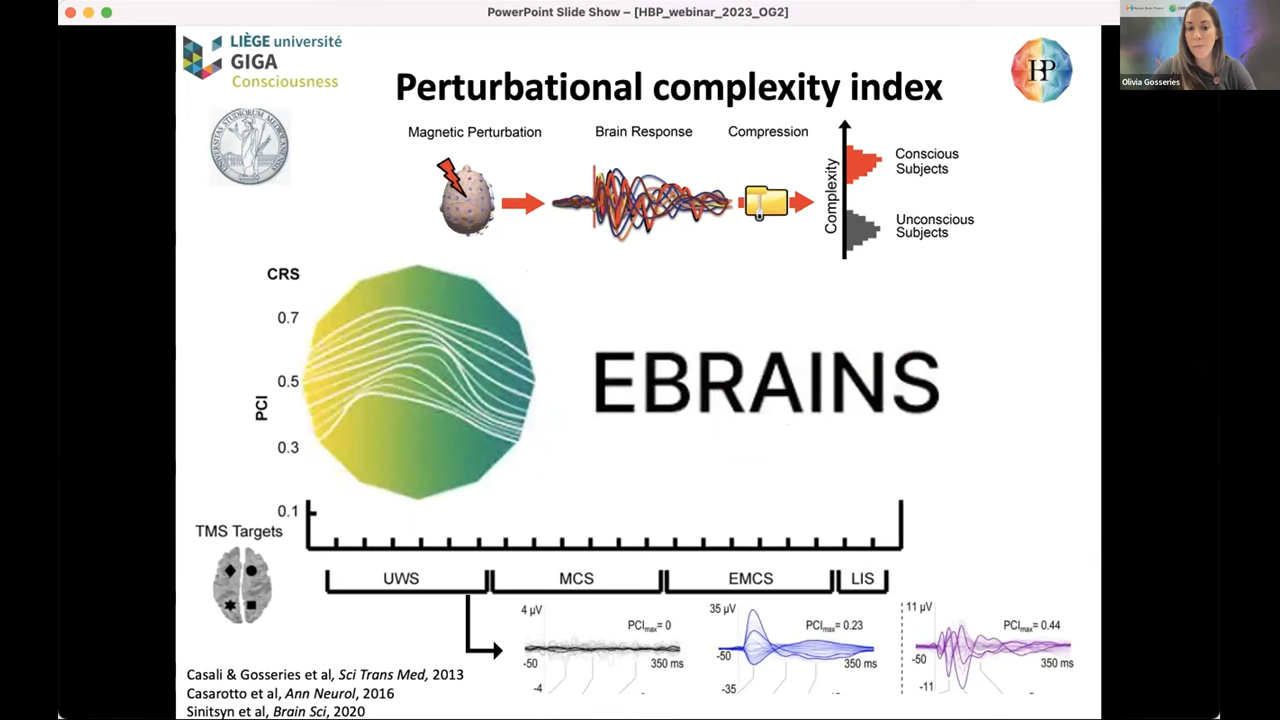 PowerPoint Slide Show – [HBP_webinar_2023_OG2]
Olivia Gosseries
LIÈGE université
GIGA
Consciousness
Perturbational complexity index
HP
Magnetic Perturbation
Brain Response
Compression
Complexity
Conscious
Subjects
Unconscious
Subjects
CRS
0.7
0.5
PCI
0.3
0.1
EBRAINS
TMS Targets
UWS
MCS
EMCS
LIS
4 µV
PCImax= 0
-50
350 ms
-4
35 µV
PCImax= 0.23
-50
350 ms
-35
11 µV
PCImax= 0.44
-50
350 ms
-11
Casali & Gosseries et al, Sci Trans Med, 2013
Casarotto et al, Ann Neurol, 2016
Sinitsyn et al, Brain Sci, 2020